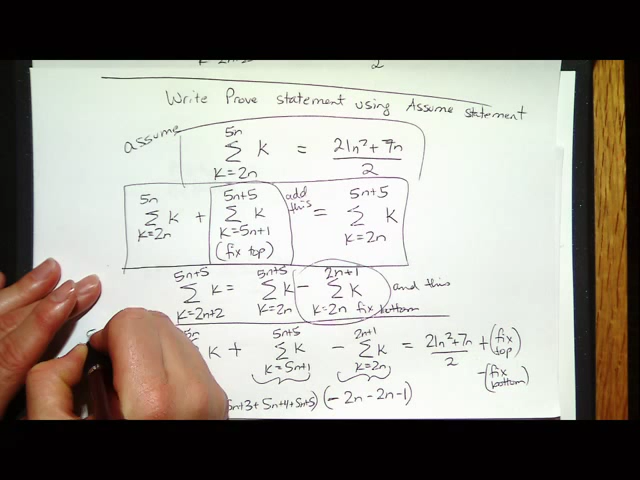 2
Write Prove statement using Assume statement
assume
5n
∑ k = 21n² + 7n / 2
k=2n
5n 5n+5 add this 5n+5
∑ k + ∑ k = ∑ k
k=2n k=5n+1 k=2n
(fix top)
5n+5 5n+5 2n+1
∑ k = ∑ k − ∑ k and this
k=2n+2 k=2n k=2n fix bottom
5n 5n+5 2n+1
k + ∑ k − ∑ k = 21n²+7n / 2 + (fix top)
k=5n+1 k=2n − (fix bottom)
5n+3 + 5n+4 + 5n+5) (− 2n − 2n − 1)